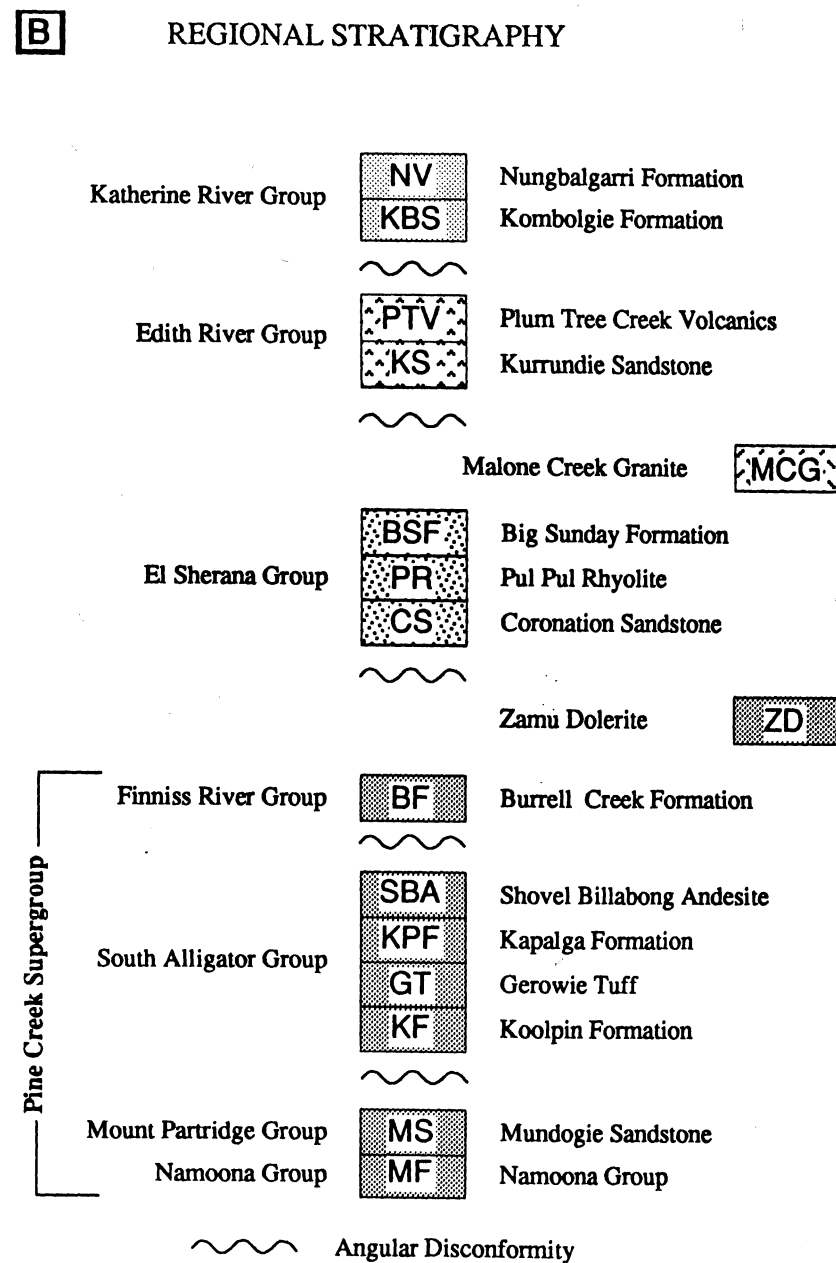 B REGIONAL STRATIGRAPHY
NV Nungbalgarri Formation
Katherine River Group
KBS Kombolgie Formation
PTV Plum Tree Creek Volcanics
Edith River Group
KS Kurrundie Sandstone
Malone Creek Granite MCG
BSF Big Sunday Formation
El Sherana Group PR Pul Pul Rhyolite
CS Coronation Sandstone
Zamu Dolerite ZD
Finniss River Group BF Burrell Creek Formation
SBA Shovel Billabong Andesite
KPF Kapalga Formation
South Alligator Group
GT Gerowie Tuff
KF Koolpin Formation
Pine Creek Supergroup
Mount Partridge Group MS Mundogie Sandstone
Namoona Group MF Namoona Group
Angular Disconformity